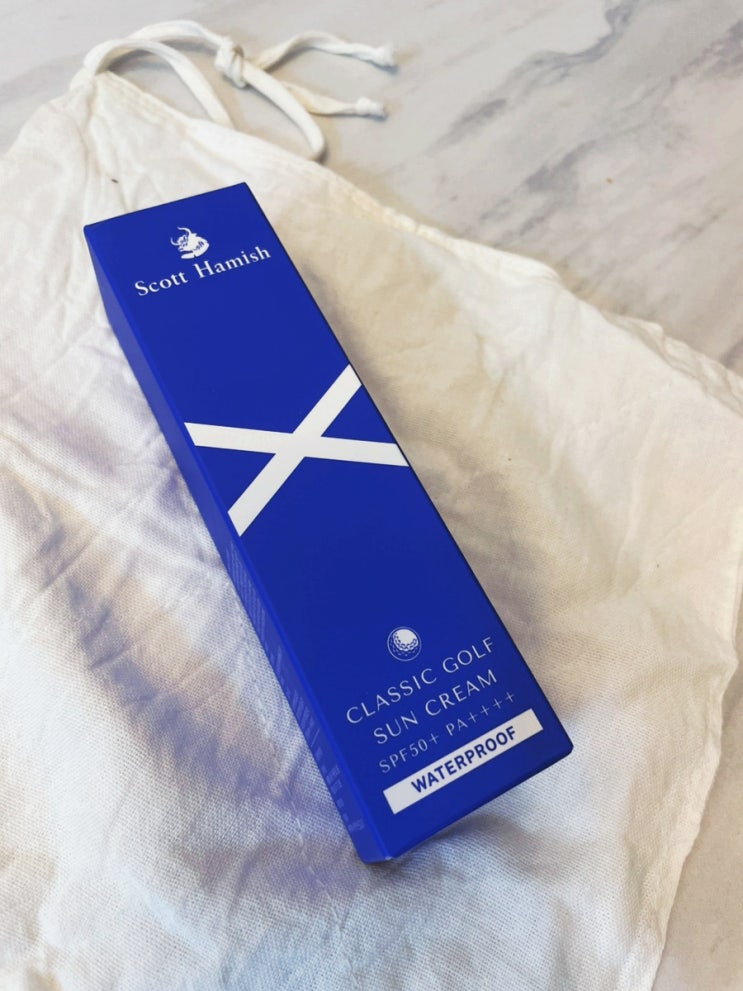 Scott Hamish
CLASSIC GOLF
SUN CREAM
SPF50+ PA++++
WATERPROOF